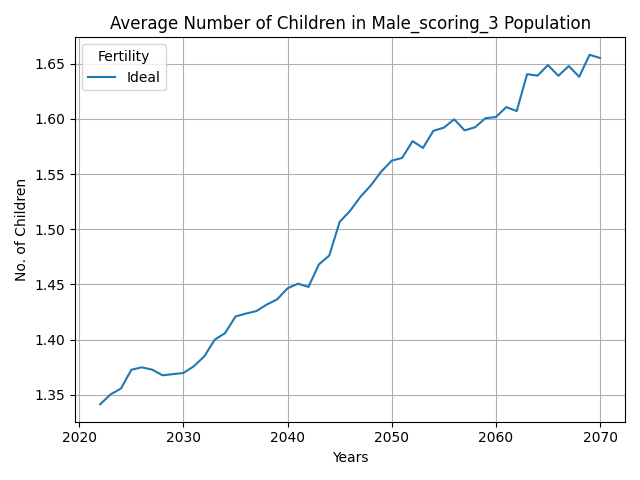 Average Number of Children in Male_scoring_3 Population
Fertility
Ideal
No. of Children
1.65
1.60
1.55
1.50
1.45
1.40
1.35
2020 2030 2040 2050 2060 2070
Years